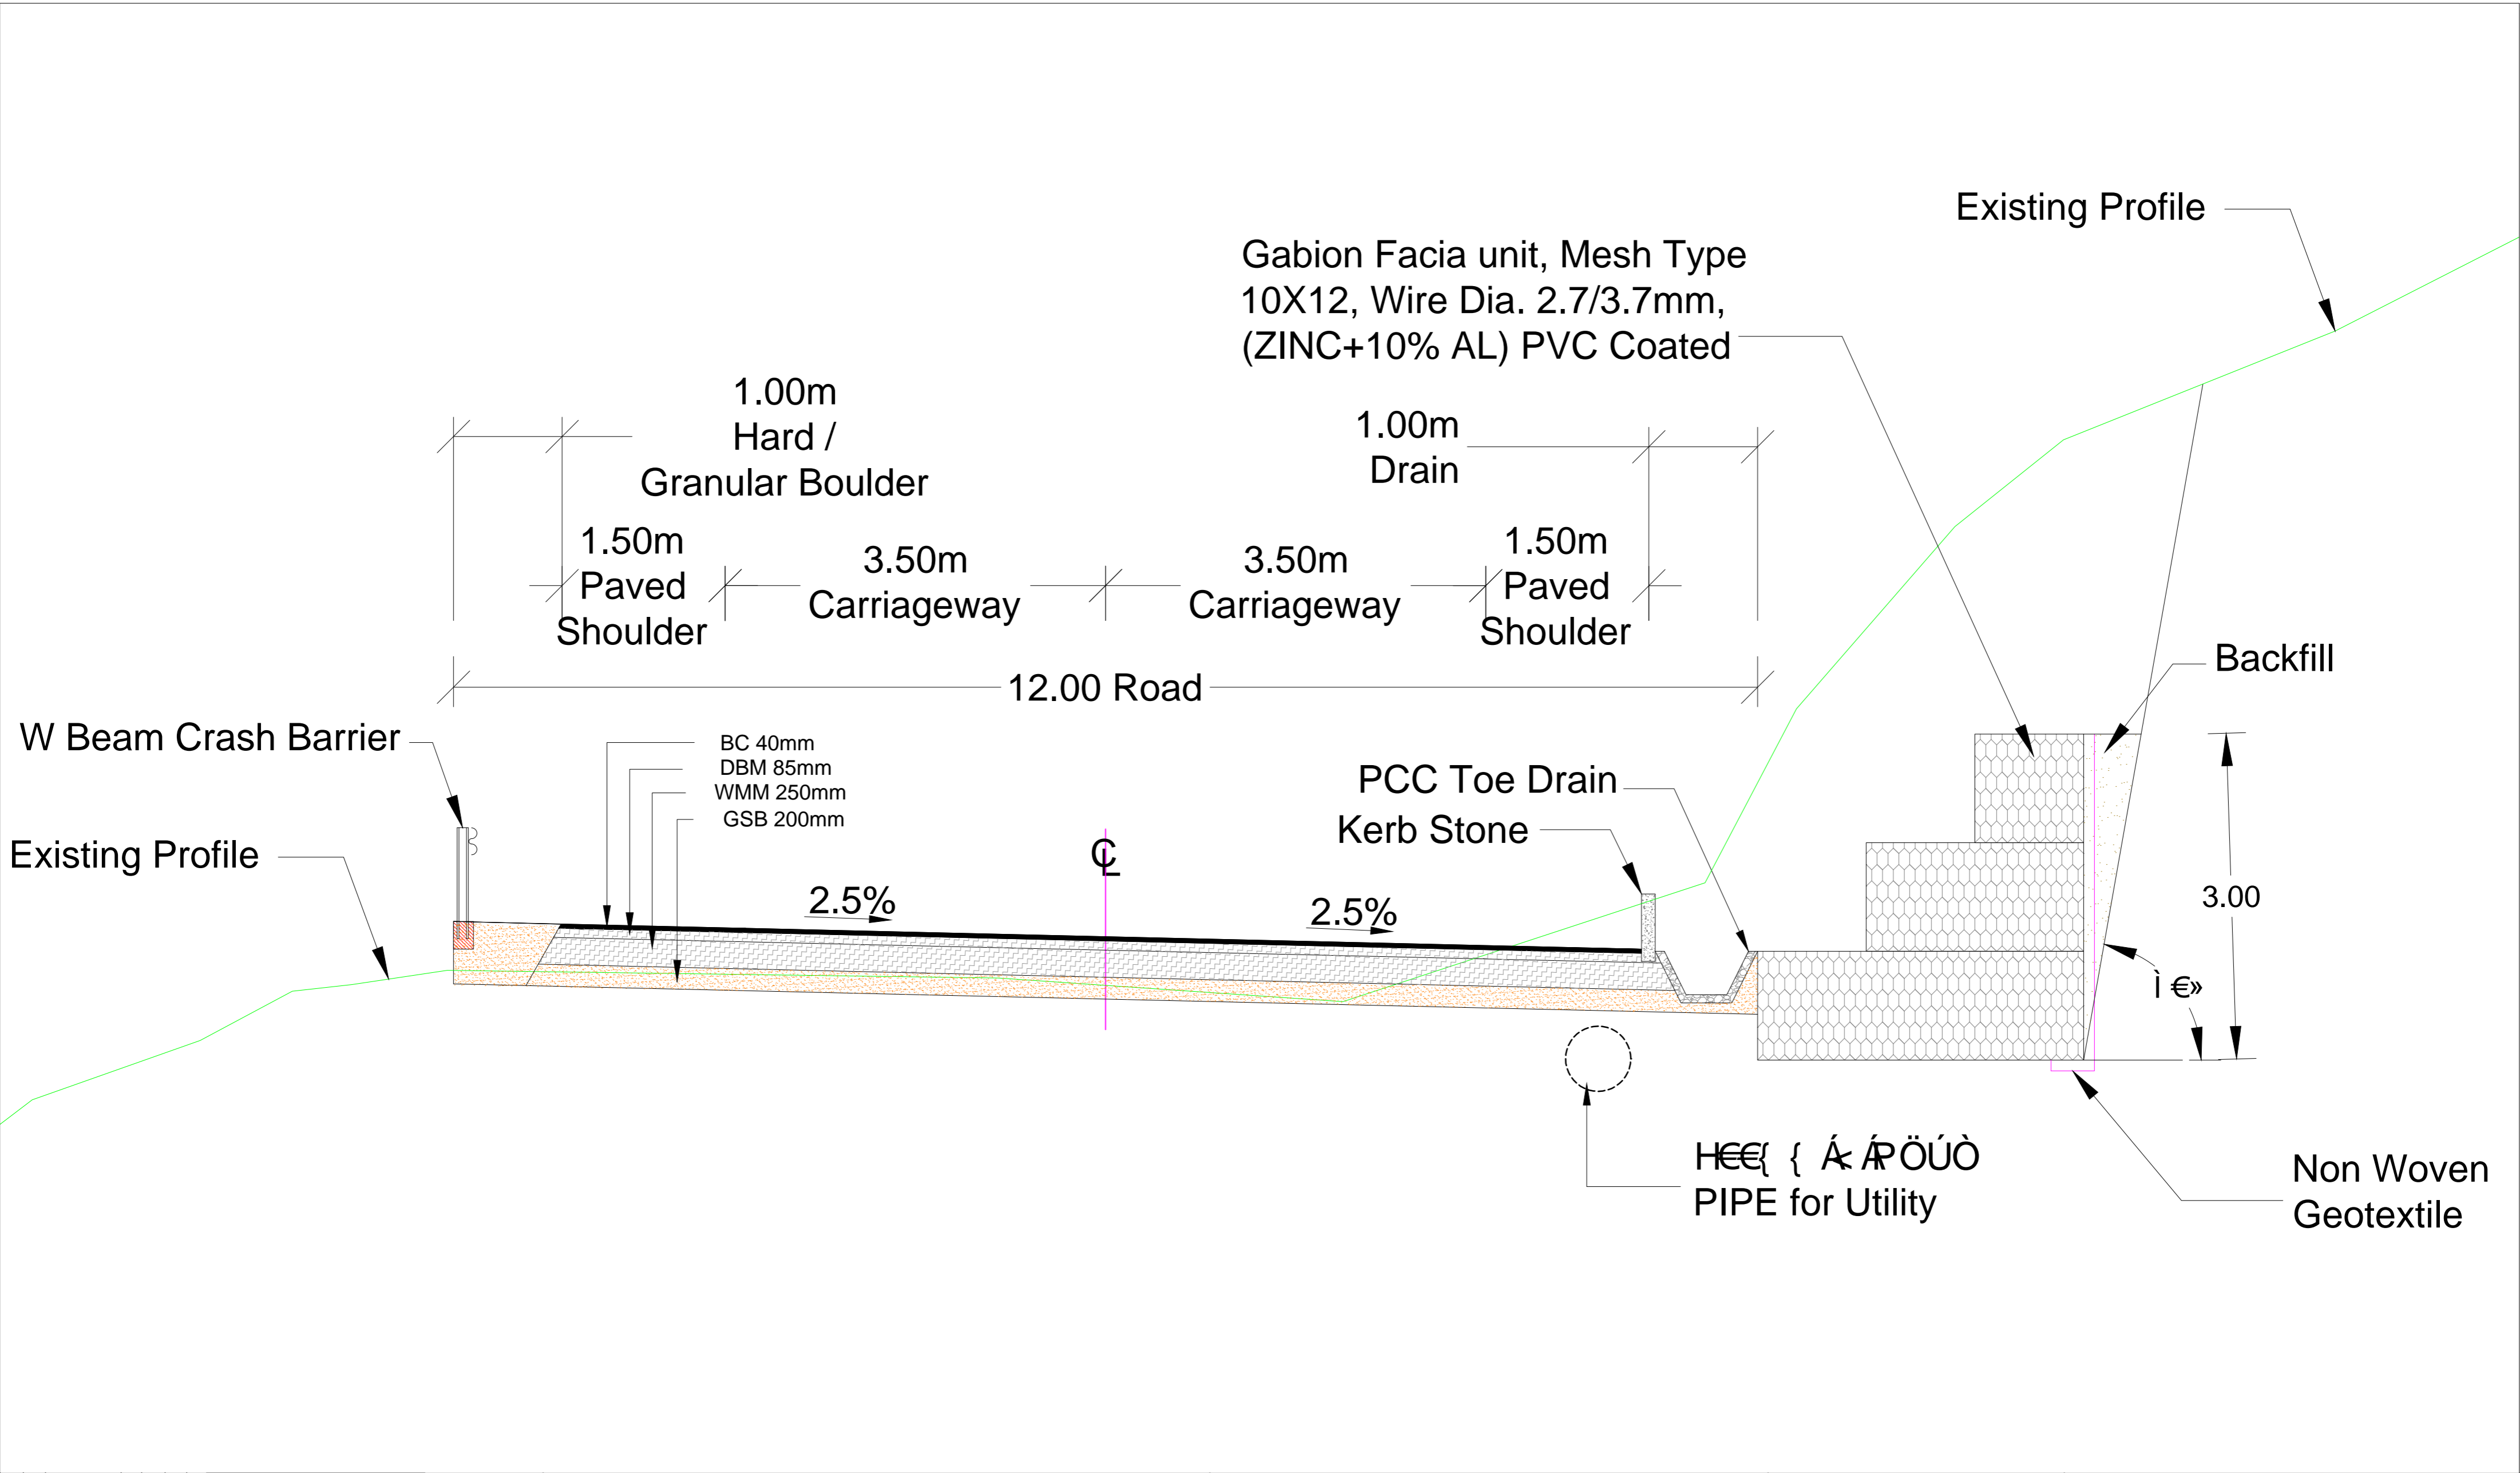 Existing Profile
Gabion Facia unit, Mesh Type
10X12, Wire Dia. 2.7/3.7mm,
(ZINC+10% AL) PVC Coated
1.00m
Hard /
Granular Boulder
1.00m
Drain
1.50m
Paved
Shoulder
3.50m
Carriageway
3.50m
Carriageway
1.50m
Paved
Shoulder
12.00 Road
Backfill
W Beam Crash Barrier
BC 40mm
DBM 85mm
WMM 250mm
GSB 200mm
PCC Toe Drain
Kerb Stone
Existing Profile
℄
2.5%
2.5%
3.00
PIPE for Utility
Non Woven
Geotextile